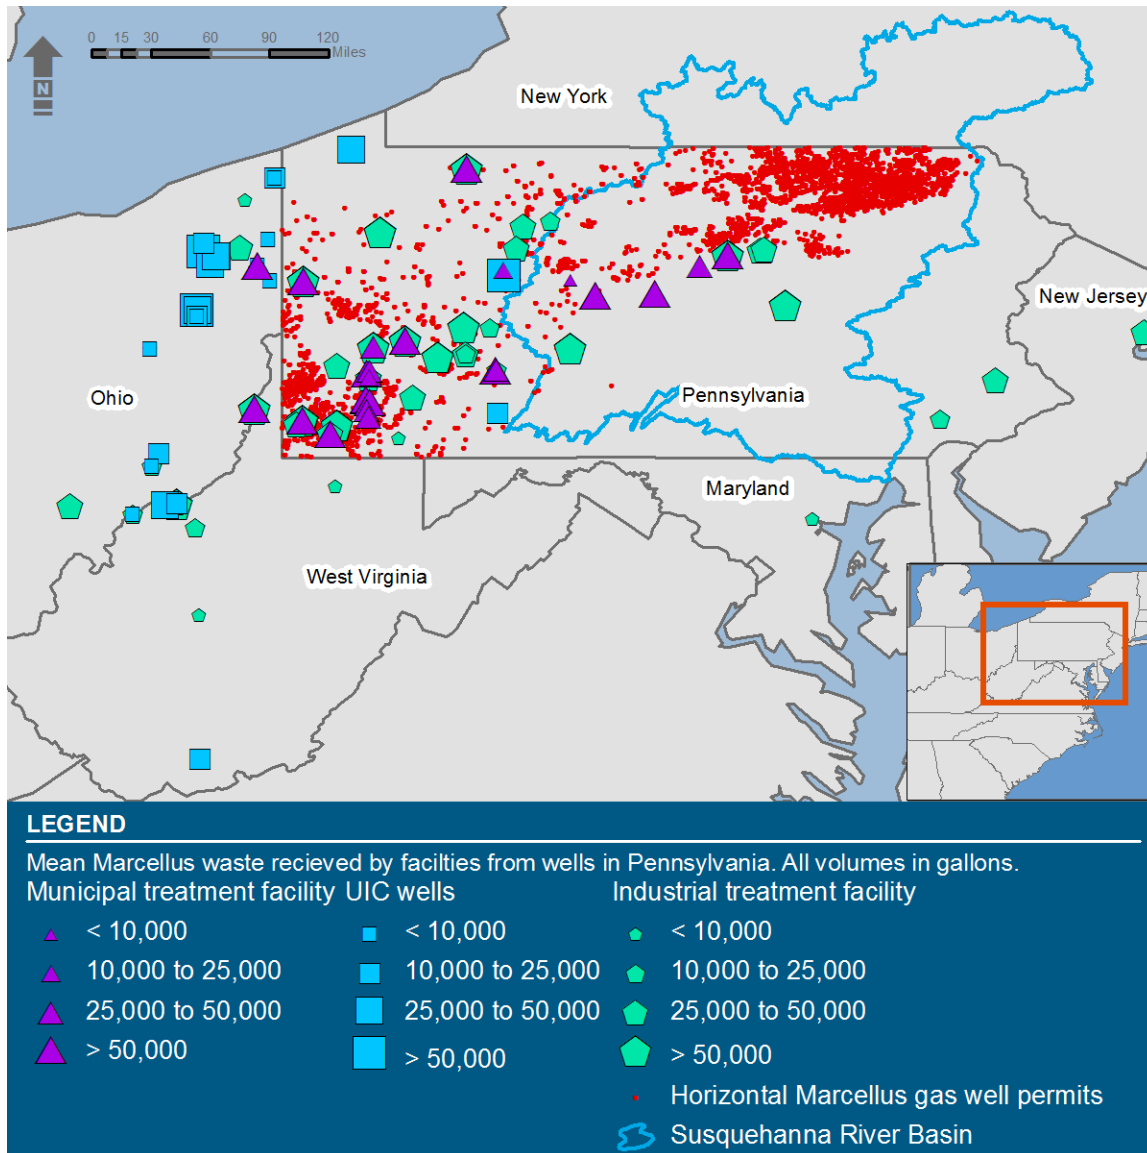 0 15 30 60 90 120
Miles
N
New York
New Jersey
Ohio
Pennsylvania
Maryland
West Virginia
LEGEND
Mean Marcellus waste recieved by facilties from wells in Pennsylvania. All volumes in gallons.
Municipal treatment facility UIC wells Industrial treatment facility
< 10,000 < 10,000 < 10,000
10,000 to 25,000 10,000 to 25,000 10,000 to 25,000
25,000 to 50,000 25,000 to 50,000 25,000 to 50,000
> 50,000 > 50,000 > 50,000
Horizontal Marcellus gas well permits
Susquehanna River Basin